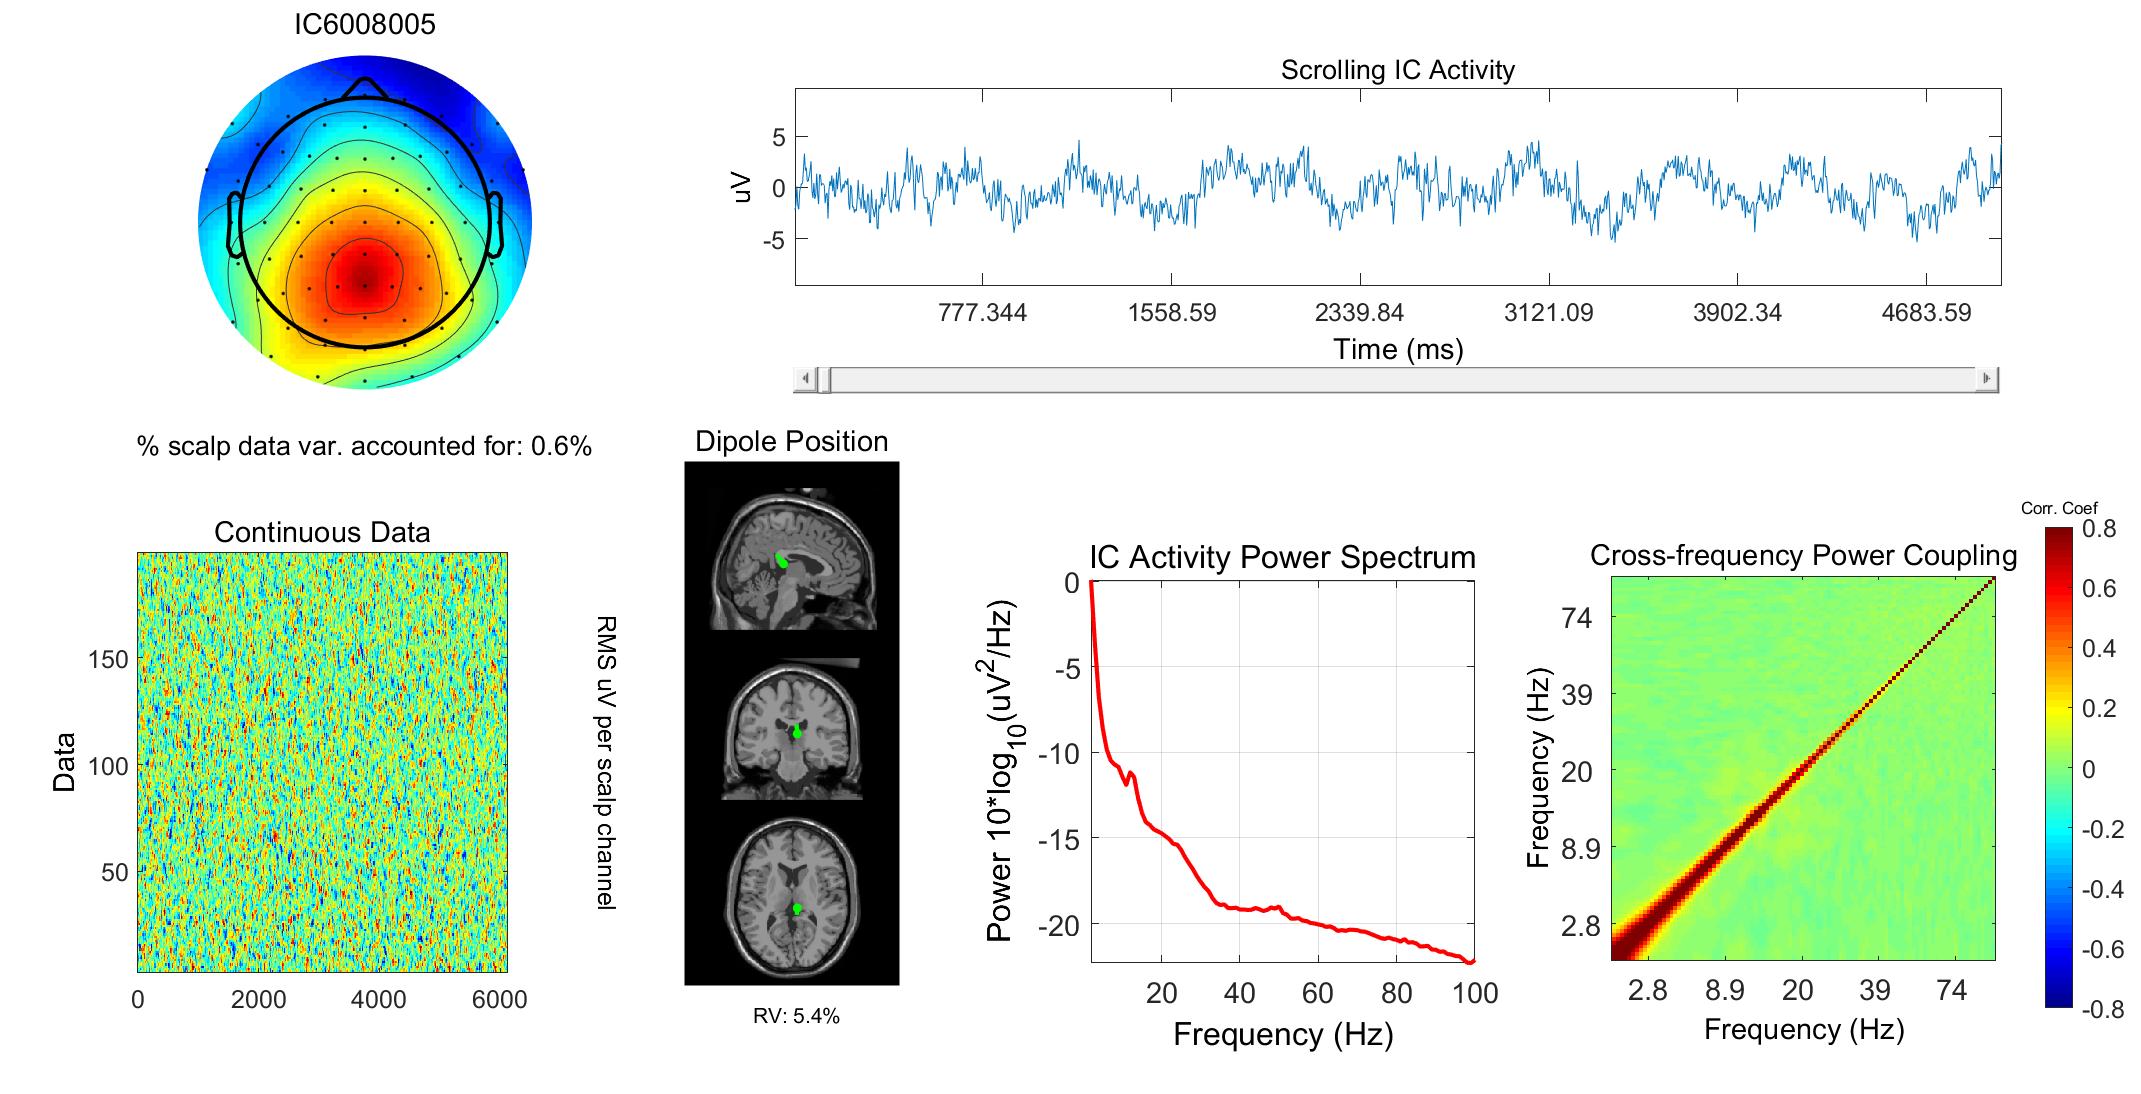 IC6008005
Scrolling IC Activity
uV
5
0
-5
777.344
1558.59
2339.84
3121.09
3902.34
4683.59
Time (ms)
% scalp data var. accounted for: 0.6%
Continuous Data
Data
150
100
50
0
2000
4000
6000
RMS uV per scalp channel
Dipole Position
RV: 5.4%
IC Activity Power Spectrum
Power 10*log10(uV2/Hz)
0
-5
-10
-15
-20
20
40
60
80
100
Frequency (Hz)
Cross-frequency Power Coupling
Frequency (Hz)
74
39
20
8.9
2.8
2.8
8.9
20
39
74
Frequency (Hz)
Corr. Coef
0.8
0.6
0.4
0.2
0
-0.2
-0.4
-0.6
-0.8